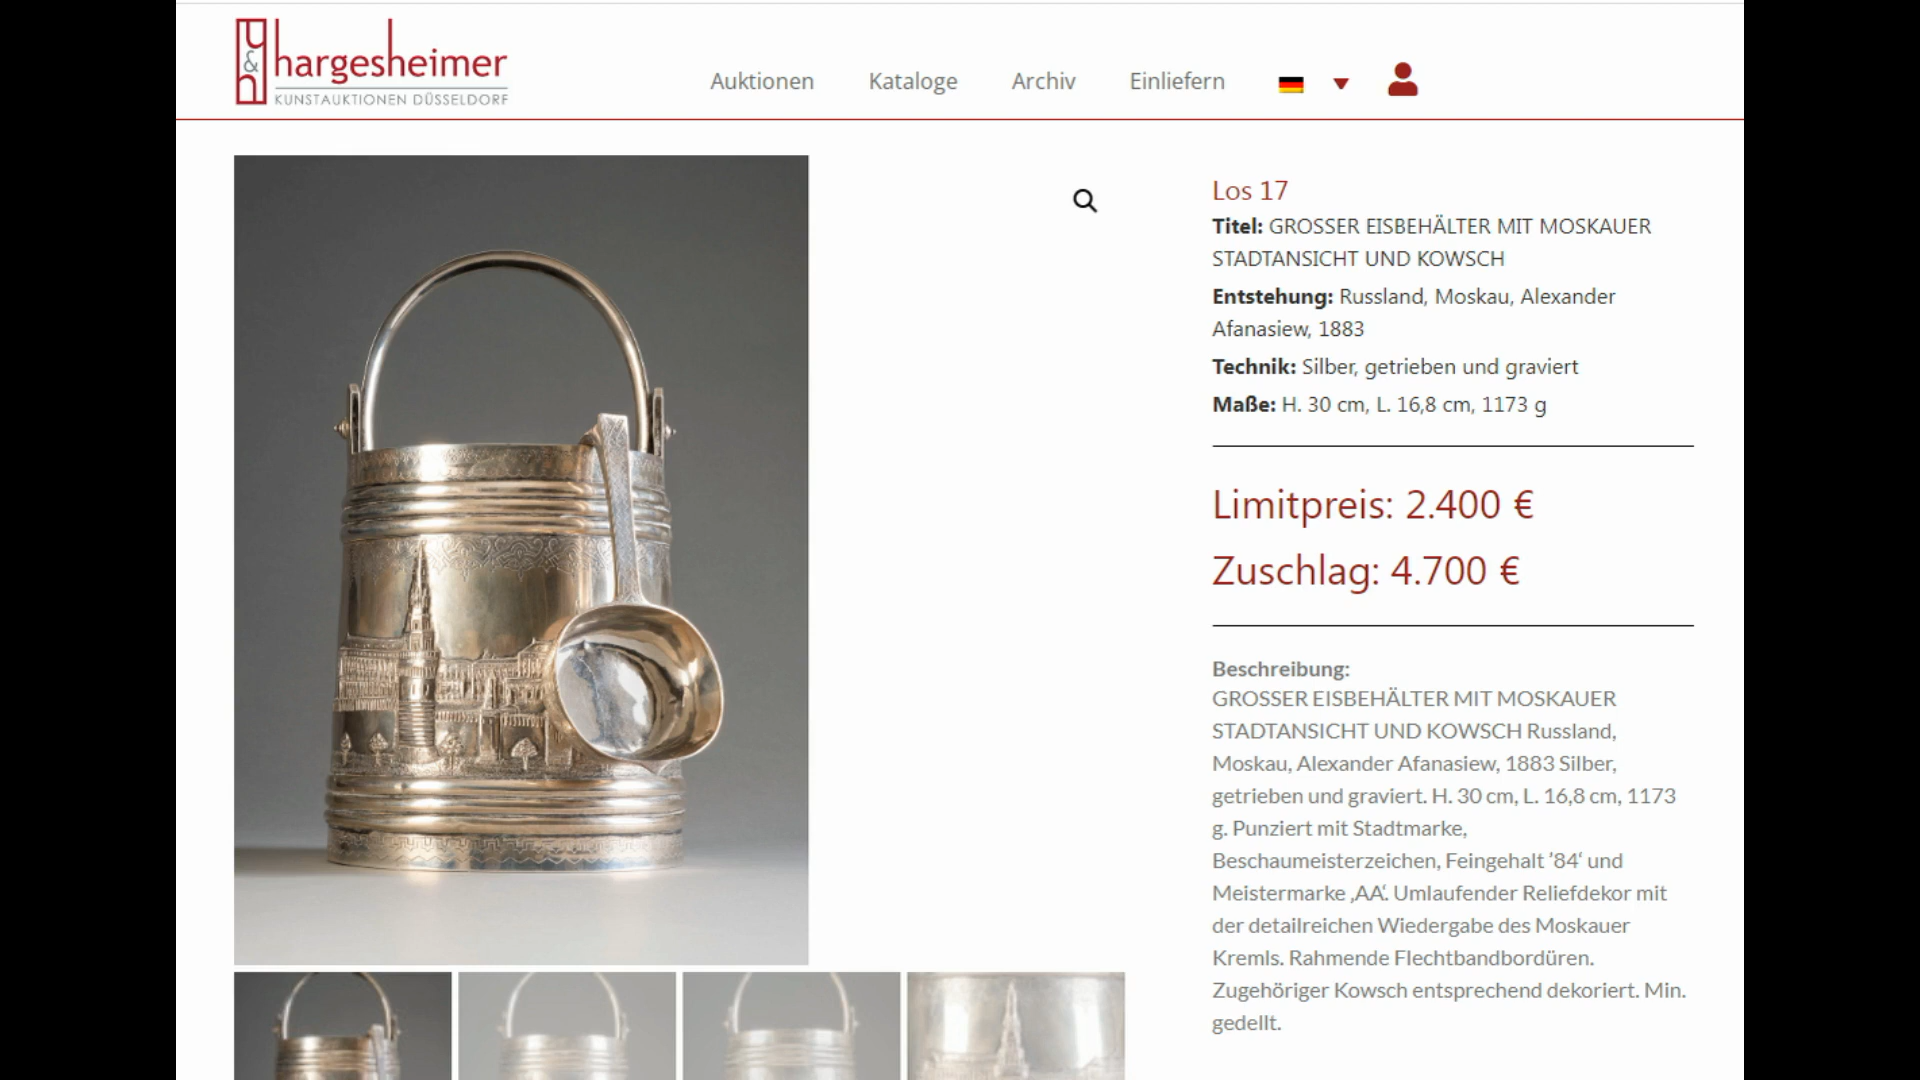 u&h hargesheimer
KUNSTAUKTIONEN DÜSSELDORF
Auktionen Kataloge Archiv Einliefern
Los 17
Titel: GROSSER EISBEHÄLTER MIT MOSKAUER
STADTANSICHT UND KOWSCH
Entstehung: Russland, Moskau, Alexander
Afanasiew, 1883
Technik: Silber, getrieben und graviert
Maße: H. 30 cm, L. 16,8 cm, 1173 g
Limitpreis: 2.400 €
Zuschlag: 4.700 €
Beschreibung:
GROSSER EISBEHÄLTER MIT MOSKAUER
STADTANSICHT UND KOWSCH Russland,
Moskau, Alexander Afanasiew, 1883 Silber,
getrieben und graviert. H. 30 cm, L. 16,8 cm, 1173
g. Punziert mit Stadtmarke,
Beschaumeisterzeichen, Feingehalt ’84‘ und
Meistermarke ‚AA‘. Umlaufender Reliefdekor mit
der detailreichen Wiedergabe des Moskauer
Kremls. Rahmende Flechtbandbordüren.
Zugehöriger Kowsch entsprechend dekoriert. Min.
gedellt.